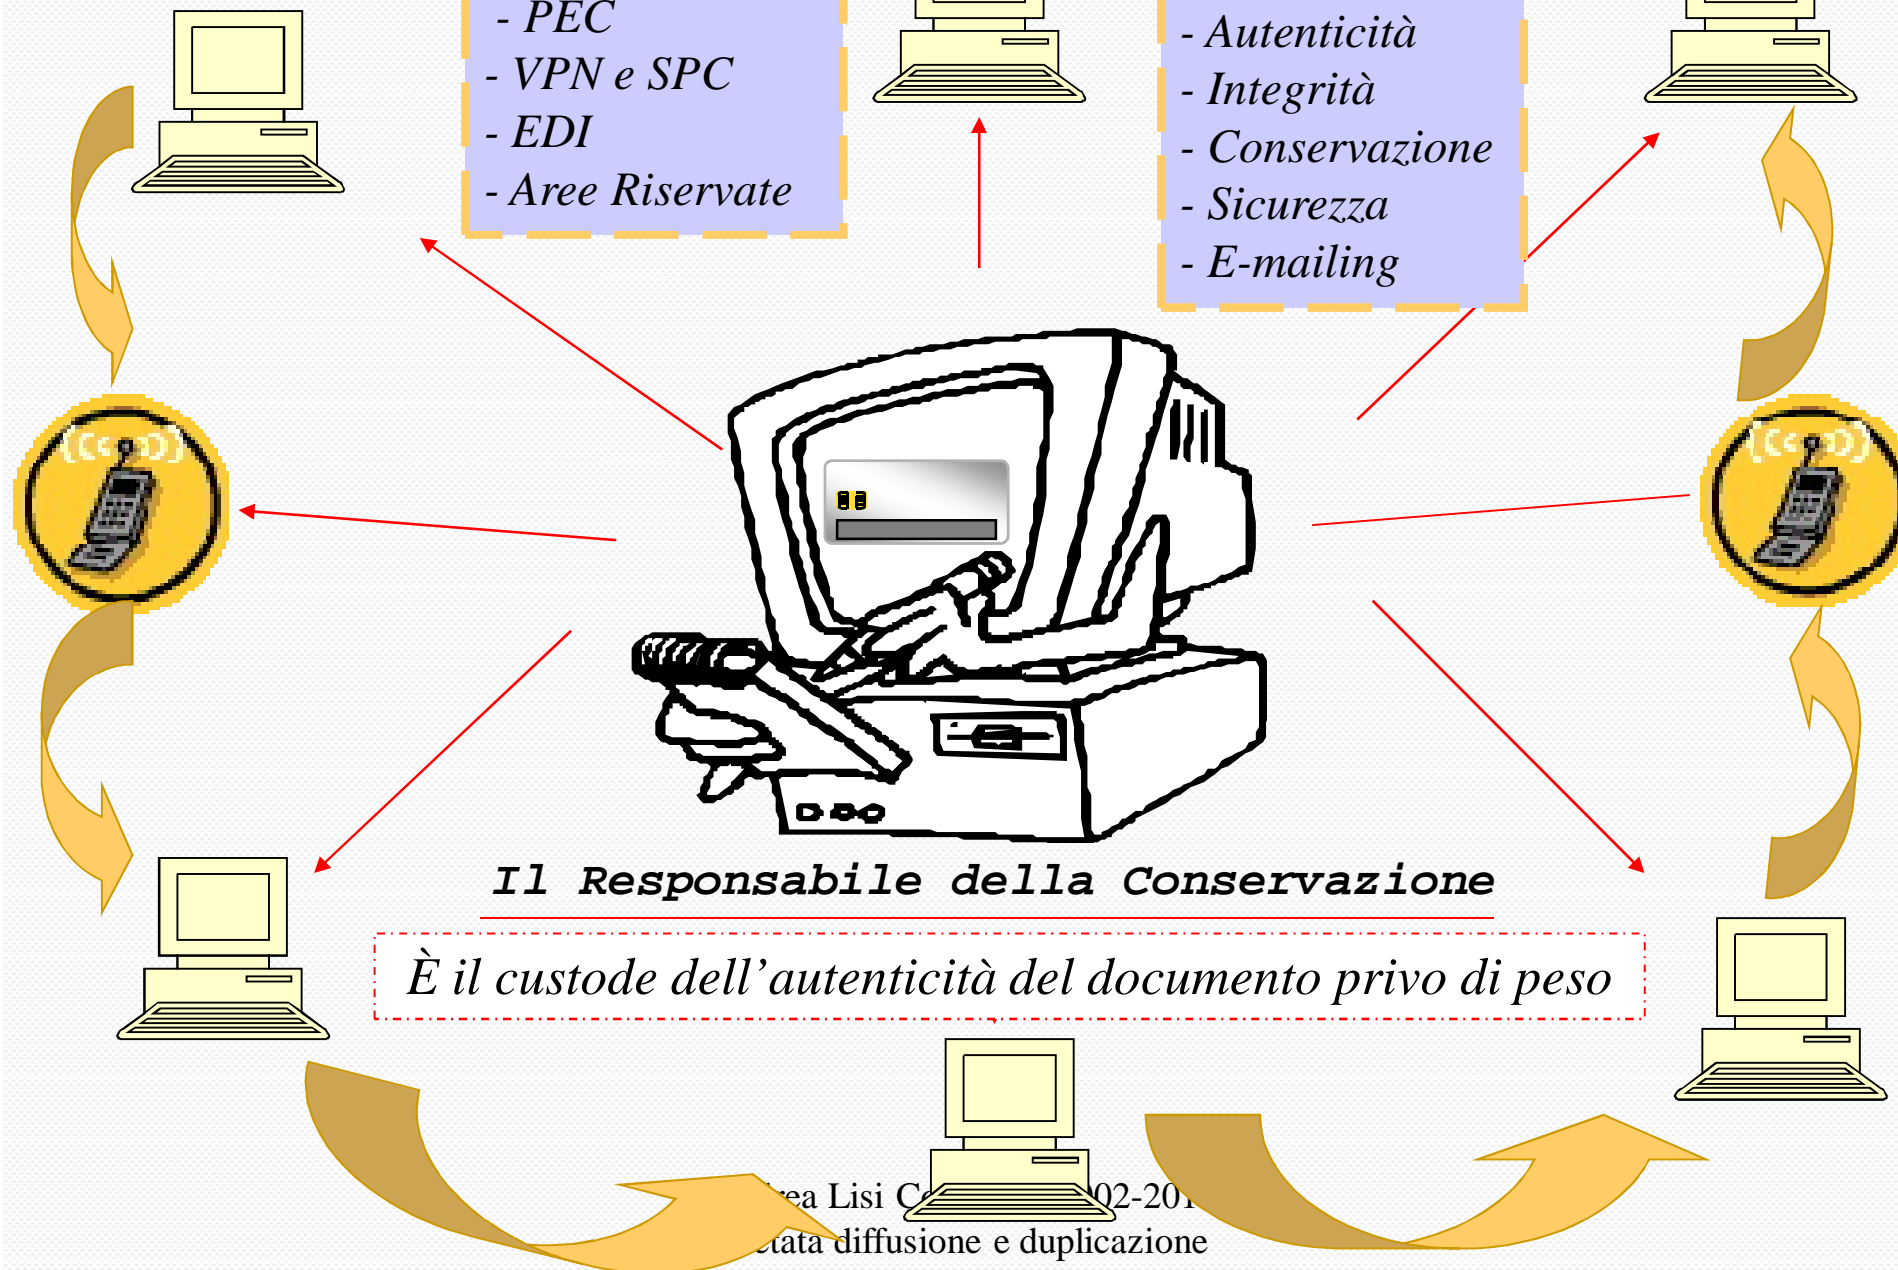 - PEC
- VPN e SPC
- EDI
- Aree Riservate
- Autenticità
- Integrità
- Conservazione
- Sicurezza
- E-mailing
Il Responsabile della Conservazione
È il custode dell’autenticità del documento privo di peso
Lisi
diffusione e duplicazione